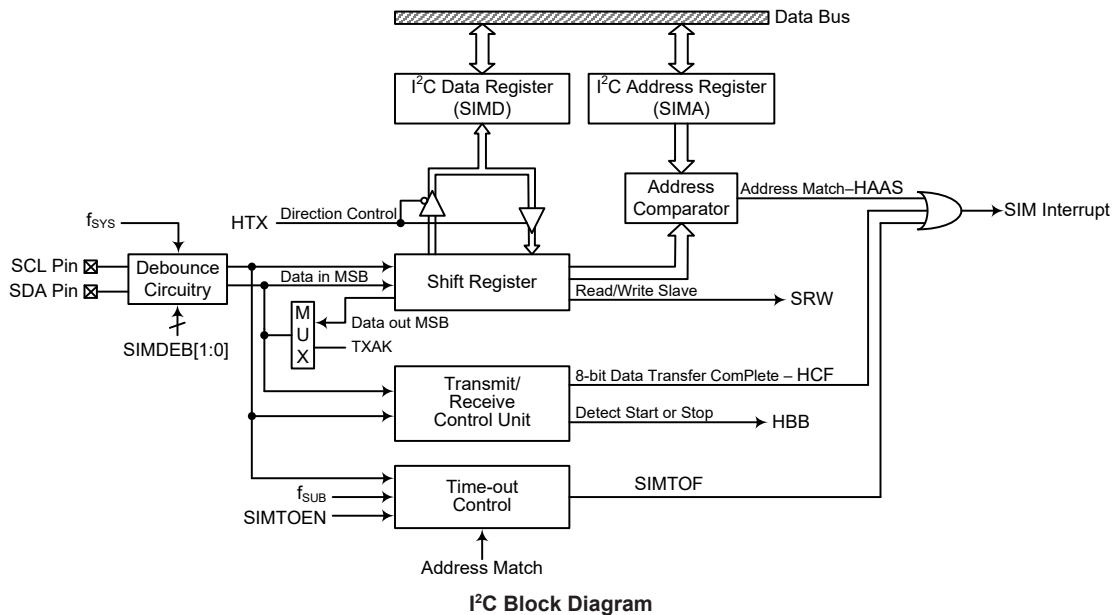 Data Bus
I²C Data Register
(SIMD)
I²C Address Register
(SIMA)
Address
Comparator
Address Match–HAAS
SIM Interrupt
HTX
Direction Control
fSYS
SCL Pin
SDA Pin
Debounce
Circuitry
Data in MSB
Shift Register
Read/Write Slave
SRW
SIMDEB[1:0]
M
U
X
Data out MSB
TXAK
Transmit/
Receive
Control Unit
8-bit Data Transfer ComPlete – HCF
Detect Start or Stop
HBB
fSUB
SIMTOEN
Time-out
Control
SIMTOF
Address Match
I²C Block Diagram